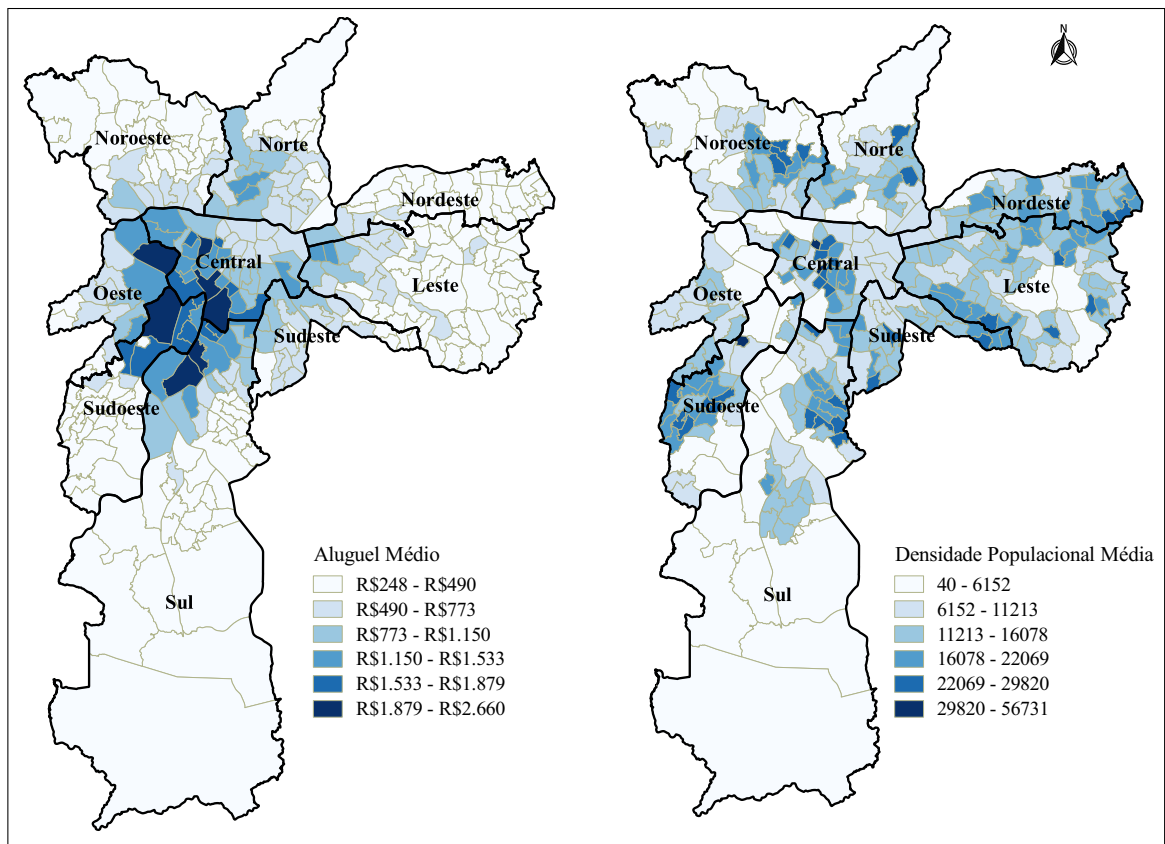 Noroeste
Norte
Nordeste
Central
Oeste
Leste
Sudeste
Sudoeste
Sul
Aluguel Médio
R$248 - R$490
R$490 - R$773
R$773 - R$1.150
R$1.150 - R$1.533
R$1.533 - R$1.879
R$1.879 - R$2.660
N
Noroeste
Norte
Nordeste
Central
Oeste
Leste
Sudeste
Sudoeste
Sul
Densidade Populacional Média
40 - 6152
6152 - 11213
11213 - 16078
16078 - 22069
22069 - 29820
29820 - 56731